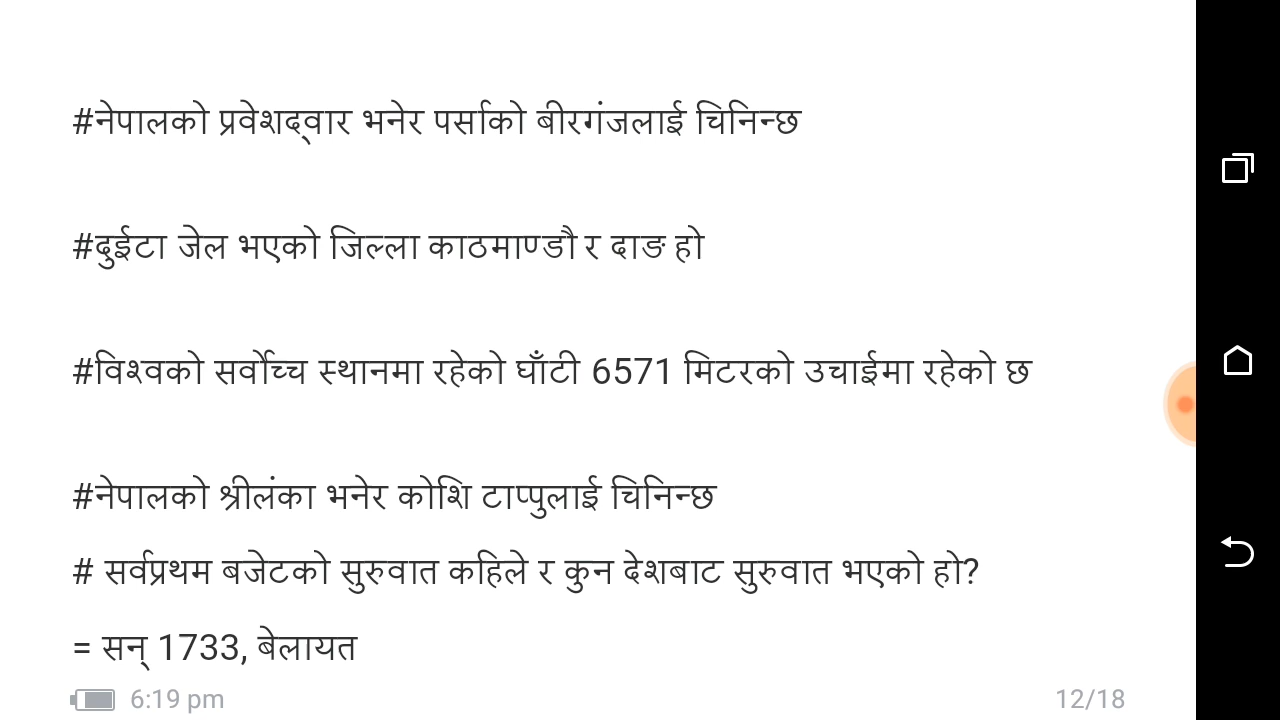 #नेपालको प्रवेशद्‌वार भनेर पर्साको बीरगंजलाई चिनिन्छ
#दुईटा जेल भएको जिल्ला काठमाण्डौ र दाङ हो
#विश्वको सर्वोच्च स्थानमा रहेको घाँटी 6571 मिटरको उचाईमा रहेको छ
#नेपालको श्रीलंका भनेर कोशि टाप्पुलाई चिनिन्छ
# सर्वप्रथम बजेटको सुरुवात कहिले र कुन देशबाट सुरुवात भएको हो?
= सन् 1733, बेलायत
6:19 pm 12/18